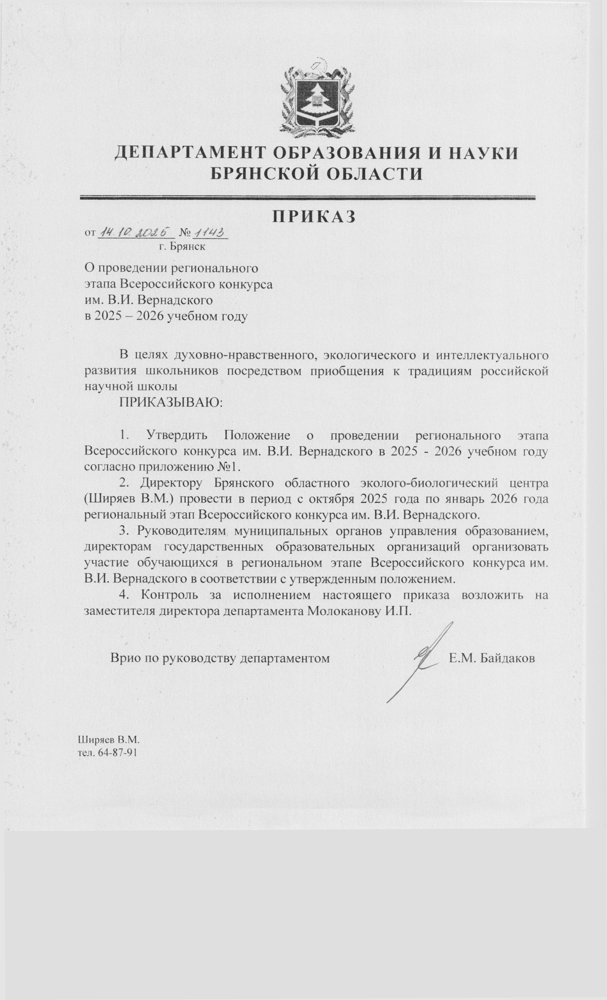 ДЕПАРТАМЕНТ ОБРАЗОВАНИЯ И НАУКИ
БРЯНСКОЙ ОБЛАСТИ
ПРИКАЗ
от 14.10.2025 № 1143
г. Брянск
О проведении регионального
этапа Всероссийского конкурса
им. В.И. Вернадского
в 2025 – 2026 учебном году
В целях духовно-нравственного, экологического и интеллектуального
развития школьников посредством приобщения к традициям российской
научной школы
ПРИКАЗЫВАЮ:
1. Утвердить Положение о проведении регионального этапа
Всероссийского конкурса им. В.И. Вернадского в 2025 - 2026 учебном году
согласно приложению №1.
2. Директору Брянского областного эколого-биологический центра
(Ширяев В.М.) провести в период с октября 2025 года по январь 2026 года
региональный этап Всероссийского конкурса им. В.И. Вернадского.
3. Руководителям муниципальных органов управления образованием,
директорам государственных образовательных организаций организовать
участие обучающихся в региональном этапе Всероссийского конкурса им.
В.И. Вернадского в соответствии с утвержденным положением.
4. Контроль за исполнением настоящего приказа возложить на
заместителя директора департамента Молоканову И.П.
Врио по руководству департаментом Е.М. Байдаков
Ширяев В.М.
тел. 64-87-91